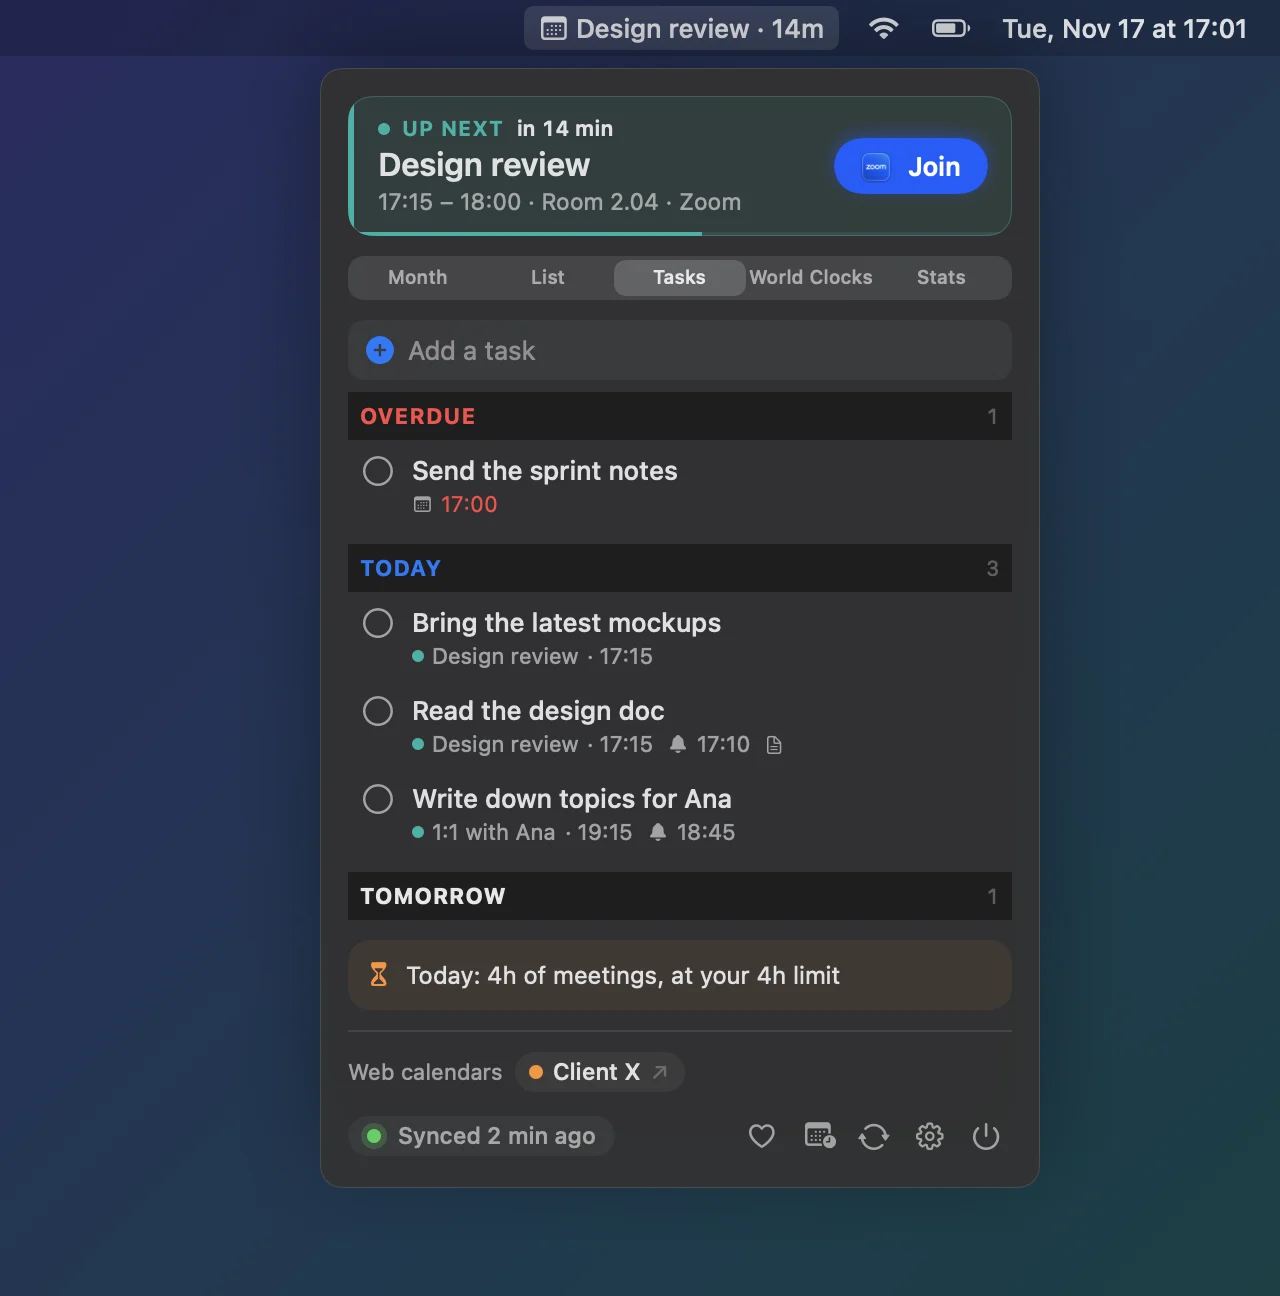 Design review · 14m
Tue, Nov 17 at 17:01
UP NEXT in 14 min
Design review
17:15 – 18:00 · Room 2.04 · Zoom
zoom Join
Month List Tasks World Clocks Stats
Add a task
OVERDUE 1
Send the sprint notes
17:00
TODAY 3
Bring the latest mockups
Design review · 17:15
Read the design doc
Design review · 17:15 17:10
Write down topics for Ana
1:1 with Ana · 19:15 18:45
TOMORROW 1
Today: 4h of meetings, at your 4h limit
Web calendars Client X
Synced 2 min ago